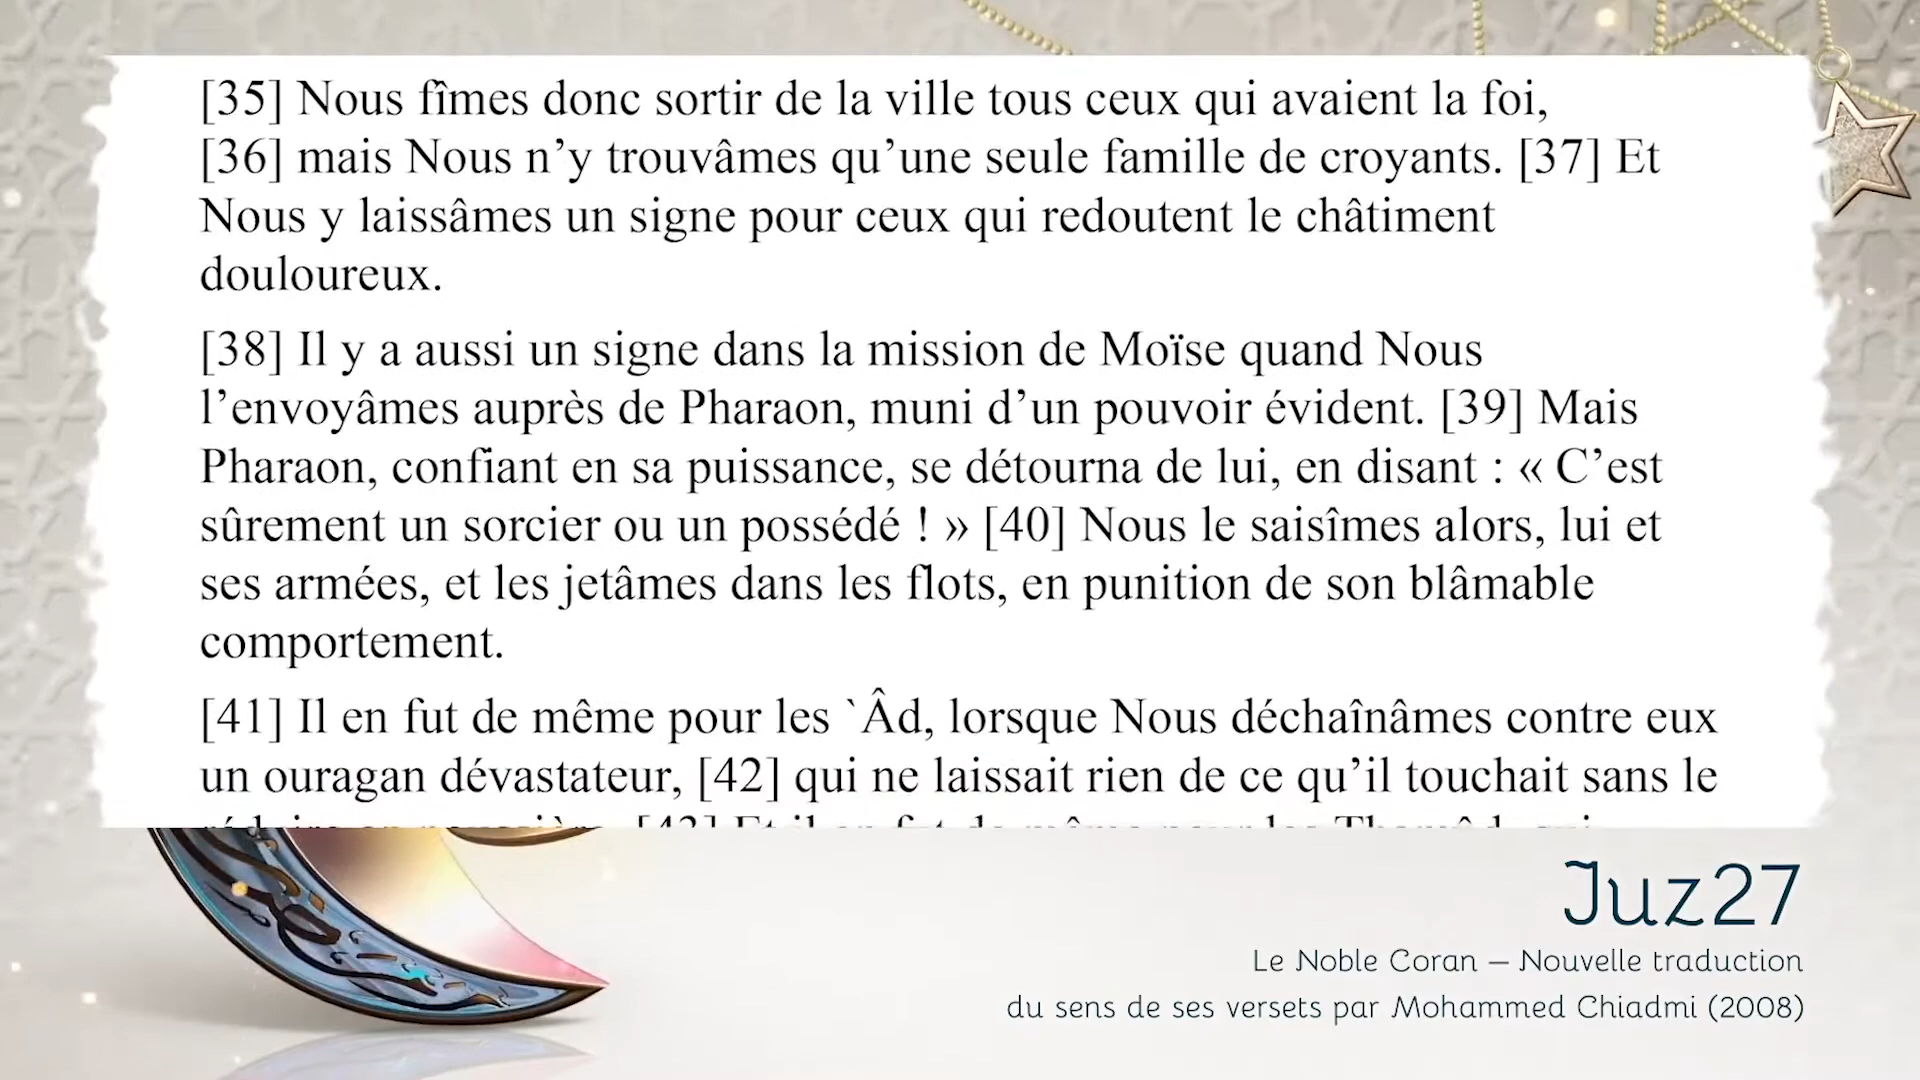 [35] Nous fîmes donc sortir de la ville tous ceux qui avaient la foi,
[36] mais Nous n’y trouvâmes qu’une seule famille de croyants. [37] Et
Nous y laissâmes un signe pour ceux qui redoutent le châtiment
douloureux.
[38] Il y a aussi un signe dans la mission de Moïse quand Nous
l’envoyâmes auprès de Pharaon, muni d’un pouvoir évident. [39] Mais
Pharaon, confiant en sa puissance, se détourna de lui, en disant : « C’est
sûrement un sorcier ou un possédé ! » [40] Nous le saisîmes alors, lui et
ses armées, et les jetâmes dans les flots, en punition de son blâmable
comportement.
[41] Il en fut de même pour les `Âd, lorsque Nous déchaînâmes contre eux
un ouragan dévastateur, [42] qui ne laissait rien de ce qu’il touchait sans le
Juz27
Le Noble Coran – Nouvelle traduction
du sens de ses versets par Mohammed Chiadmi (2008)